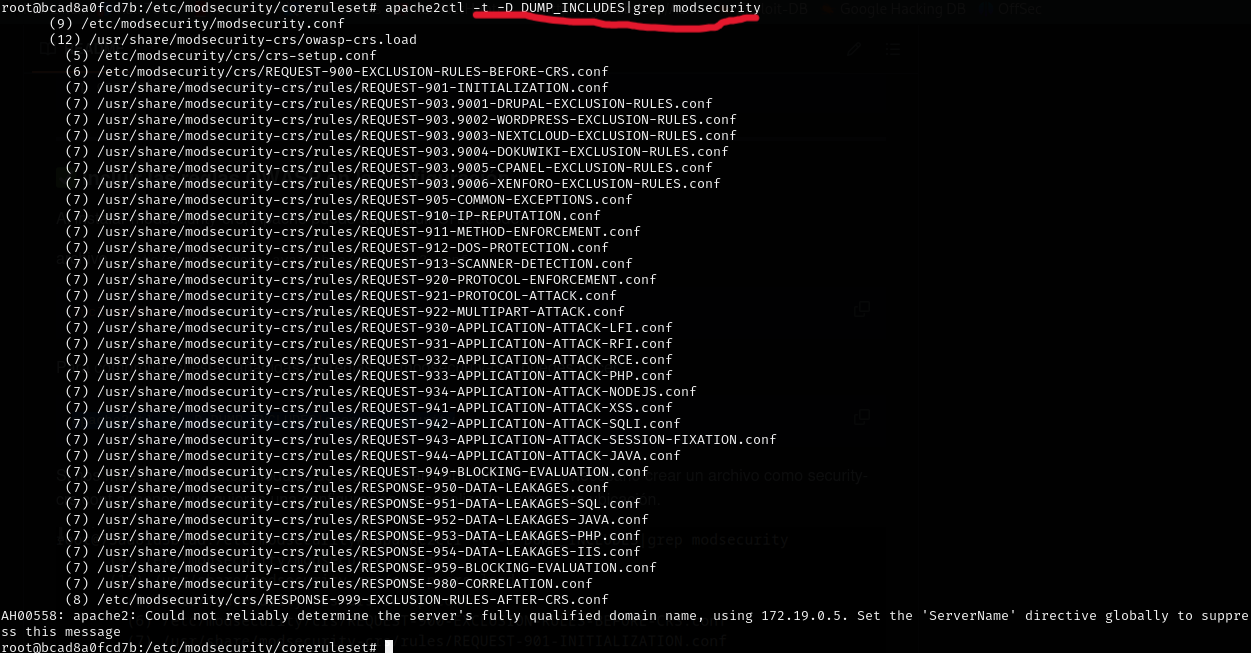 root@bcad8a0fcd7b:/etc/modsecurity/coreruleset# apache2ctl -t -D DUMP_INCLUDES|grep modsecurity
(9) /etc/modsecurity/modsecurity.conf
(12) /usr/share/modsecurity-crs/owasp-crs.load
(5) /etc/modsecurity/crs/crs-setup.conf
(6) /etc/modsecurity/crs/REQUEST-900-EXCLUSION-RULES-BEFORE-CRS.conf
(7) /usr/share/modsecurity-crs/rules/REQUEST-901-INITIALIZATION.conf
(7) /usr/share/modsecurity-crs/rules/REQUEST-903.9001-DRUPAL-EXCLUSION-RULES.conf
(7) /usr/share/modsecurity-crs/rules/REQUEST-903.9002-WORDPRESS-EXCLUSION-RULES.conf
(7) /usr/share/modsecurity-crs/rules/REQUEST-903.9003-NEXTCLOUD-EXCLUSION-RULES.conf
(7) /usr/share/modsecurity-crs/rules/REQUEST-903.9004-DOKUWIKI-EXCLUSION-RULES.conf
(7) /usr/share/modsecurity-crs/rules/REQUEST-903.9005-CPANEL-EXCLUSION-RULES.conf
(7) /usr/share/modsecurity-crs/rules/REQUEST-903.9006-XENFORO-EXCLUSION-RULES.conf
(7) /usr/share/modsecurity-crs/rules/REQUEST-905-COMMON-EXCEPTIONS.conf
(7) /usr/share/modsecurity-crs/rules/REQUEST-910-IP-REPUTATION.conf
(7) /usr/share/modsecurity-crs/rules/REQUEST-911-METHOD-ENFORCEMENT.conf
(7) /usr/share/modsecurity-crs/rules/REQUEST-912-DOS-PROTECTION.conf
(7) /usr/share/modsecurity-crs/rules/REQUEST-913-SCANNER-DETECTION.conf
(7) /usr/share/modsecurity-crs/rules/REQUEST-920-PROTOCOL-ENFORCEMENT.conf
(7) /usr/share/modsecurity-crs/rules/REQUEST-921-PROTOCOL-ATTACK.conf
(7) /usr/share/modsecurity-crs/rules/REQUEST-922-MULTIPART-ATTACK.conf
(7) /usr/share/modsecurity-crs/rules/REQUEST-930-APPLICATION-ATTACK-LFI.conf
(7) /usr/share/modsecurity-crs/rules/REQUEST-931-APPLICATION-ATTACK-RFI.conf
(7) /usr/share/modsecurity-crs/rules/REQUEST-932-APPLICATION-ATTACK-RCE.conf
(7) /usr/share/modsecurity-crs/rules/REQUEST-933-APPLICATION-ATTACK-PHP.conf
(7) /usr/share/modsecurity-crs/rules/REQUEST-934-APPLICATION-ATTACK-NODEJS.conf
(7) /usr/share/modsecurity-crs/rules/REQUEST-941-APPLICATION-ATTACK-XSS.conf
(7) /usr/share/modsecurity-crs/rules/REQUEST-942-APPLICATION-ATTACK-SQLI.conf
(7) /usr/share/modsecurity-crs/rules/REQUEST-943-APPLICATION-ATTACK-SESSION-FIXATION.conf
(7) /usr/share/modsecurity-crs/rules/REQUEST-944-APPLICATION-ATTACK-JAVA.conf
(7) /usr/share/modsecurity-crs/rules/REQUEST-949-BLOCKING-EVALUATION.conf
(7) /usr/share/modsecurity-crs/rules/RESPONSE-950-DATA-LEAKAGES.conf
(7) /usr/share/modsecurity-crs/rules/RESPONSE-951-DATA-LEAKAGES-SQL.conf
(7) /usr/share/modsecurity-crs/rules/RESPONSE-952-DATA-LEAKAGES-JAVA.conf
(7) /usr/share/modsecurity-crs/rules/RESPONSE-953-DATA-LEAKAGES-PHP.conf
(7) /usr/share/modsecurity-crs/rules/RESPONSE-954-DATA-LEAKAGES-IIS.conf
(7) /usr/share/modsecurity-crs/rules/RESPONSE-959-BLOCKING-EVALUATION.conf
(7) /usr/share/modsecurity-crs/rules/RESPONSE-980-CORRELATION.conf
(8) /etc/modsecurity/crs/RESPONSE-999-EXCLUSION-RULES-AFTER-CRS.conf
AH00558: apache2: Could not reliably determine the server's fully qualified domain name, using 172.19.0.5. Set the 'ServerName' directive globally to suppre
ss this message
root@bcad8a0fcd7b:/etc/modsecurity/coreruleset#